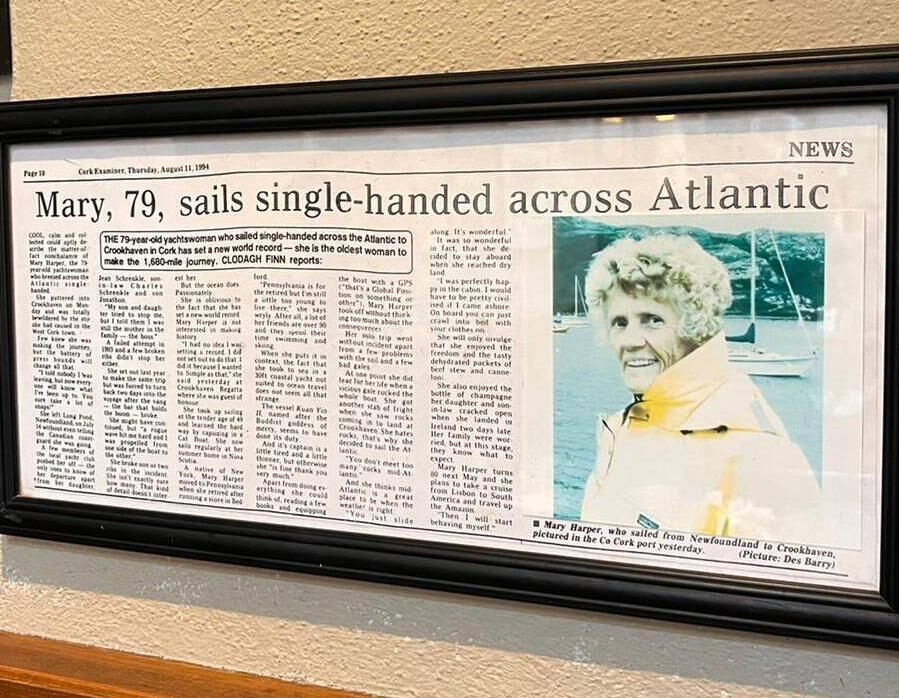 NEWS
Page 10 Cork Examiner, Thursday, August 11, 1994
Mary, 79, sails single-handed across Atlantic
THE 79-year-old yachtswoman who sailed single-handed across the Atlantic to
Crookhaven in Cork has set a new world record — she is the oldest woman to
make the 1,680-mile journey. CLODAGH FINN reports:
COOL, calm and col-
lected could aptly de-
scribe the matter-of-
fact nonchalance of
Mary Harper, the 79-
year-old yachtswoman
who breezed across the
Atlantic single-
handed.
She puttered into
Crookhaven on Mon-
day and was totally
bewildered by the stir
she had caused in the
West Cork town.
Few knew she was
making the journey,
but the battery of
press hounds will
change all that.
"I told nobody I was
leaving, but now every-
one will know what
I've been up to. You
sure take a lot of
snaps!"
She left Long Pond,
Newfoundland, on July
without even telling
the Canadian coast-
guard she was going.
A few members of
the local yacht club
pushed her off — the
only ones to know of
her departure apart
from her daughter,
Jean Schrenkle, son-
in-law Charles
Schrenkle and son
Jonathon.
"My son and daugh-
ter tried to stop me,
but I told them I was
still the mother in the
family — the boss."
A failed attempt in
1993 and a few broken
ribs didn't stop her
either.
She set out last year
to make the same trip
but was forced to turn
back two days into the
voyage after the vang
— the bar that holds
the boom — broke.
She might have con-
tinued, but "a rogue
wave hit me hard and I
was propelled from
one side of the boat to
the other."
She broke one or two
ribs in the incident
She isn't exactly sure
how many. That kind
of detail doesn't inter-
est her.
But the ocean does.
Passionately.
She is oblivious to
the fact that she has
set a new world record
Mary Harper is not
interested in making
history
"I had no idea I was
setting a record. I did
not set out to do that I
did it because I wanted
to Simple as that," she
said yesterday at
Crookhaven Regatta
where she was guest of
honour.
She took up sailing
at the tender age of 45
and learned the hard
way by capsizing in a
Cat Boat. She now
sails regularly at her
summer home in Nova
Scotia.
A native of New
York, Mary Harper
moved to Pennsylvania
when she retired after
running a store in Bed-
ford.
"Pennsylvania is for
the retired but I'm still
a little too young to
live there," she says
wryly. After all, a lot of
her friends are over 90
and they spend their
time swimming and
skiing.
When she puts it in
context, the fact that
she took to sea in a
30ft coastal yacht not
suited to ocean travel
does not seem all that
strange.
The vessel Kuan Yin
II, named after the
Buddist goddess of
mercy, seems to have
done its duty.
And it's captain is a
little tired and a little
thinner, but otherwise
she "is fine thank you
very much."
Apart from doing ev-
erything she could
think of, reading a few
books and equipping
the boat with a GPS
("that's a Global Posi-
tion on something or
other"), Mary Harper
took off without think-
ing too much about the
consequences
Her solo trip went
without incident apart
from a few problems
with the sail and a few
bad gales.
At one point she did
fear for her life when a
vicious gale rocked the
whole boat. She got
another stab of fright
when she saw rocks
coming in to land at
Crookhaven. She hates
rocks, that's why she
decided to sail the At-
lantic.
"You don't meet too
many rocks mid-At-
lantic."
And she thinks mid-
Atlantic is a great
place to be when the
weather is right.
"You just slide
along. It's wonderful."
It was so wonderful
in fact, that she de-
cided to stay aboard
when she reached dry
land.
"I was perfectly hap-
py in the cabin. I would
have to be pretty civil-
ised if I came ashore.
On board you can just
crawl into bed with
your clothes on.
She will only divulge
that she enjoyed the
freedom and the tasty
dehydrated packets of
beef stew and canne-
loni.
She also enjoyed the
bottle of champagne
her daughter and son-
in-law cracked open
when she landed in
Ireland two days late.
Her family were wor-
ried, but at this stage,
they know what to
expect.
Mary Harper turns
80 next May and she
plans to take a cruise
from Lisbon to South
America and travel up
the Amazon.
"Then I will start
behaving myself"
■ Mary Harper, who sailed from Newfoundland to Crookhaven,
pictured in the Co Cork port yesterday. (Picture: Des Barry)